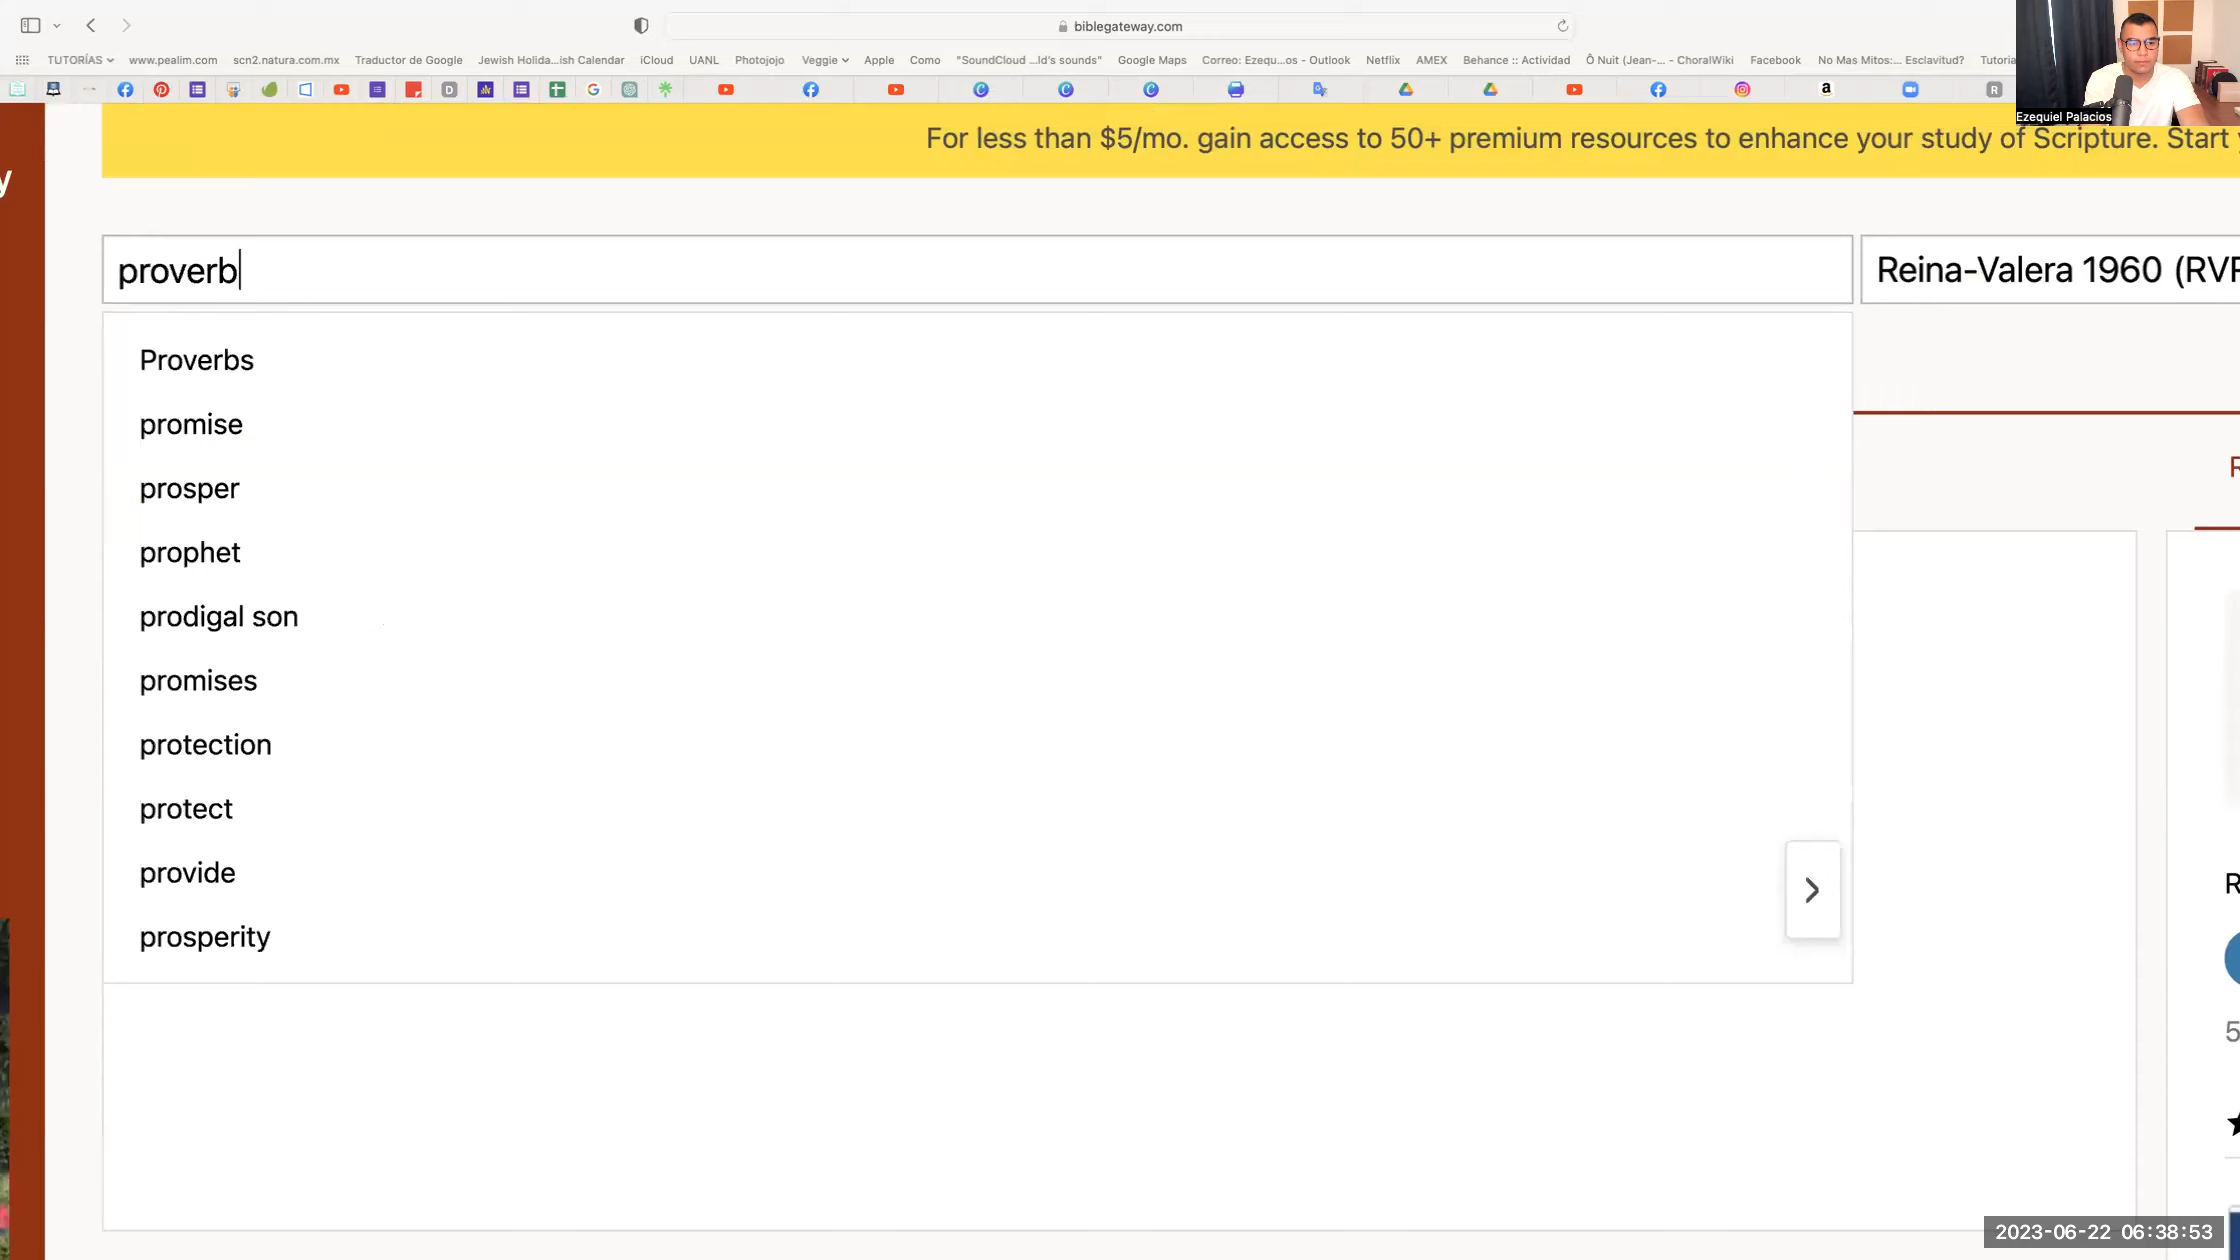 biblegateway.com
TUTORÍAS www.pealim.com scn2.natura.com.mx Traductor de Google Jewish Holida...ish Calendar iCloud UANL Photojojo Veggie Apple Como "SoundCloud ...ld's sounds" Google Maps Correo: Ezequ...os - Outlook Netflix AMEX Behance :: Actividad Ô Nuit (Jean-... - ChoralWiki Facebook No Mas Mitos:... Esclavitud? Tutoria
Ezequiel Palacios
For less than $5/mo. gain access to 50+ premium resources to enhance your study of Scripture. Start
y
proverb
Reina-Valera 1960 (RVR
Proverbs
promise
prosper
prophet
prodigal son
promises
protection
protect
provide
prosperity
R
R
5
2023-06-22 06:38:53